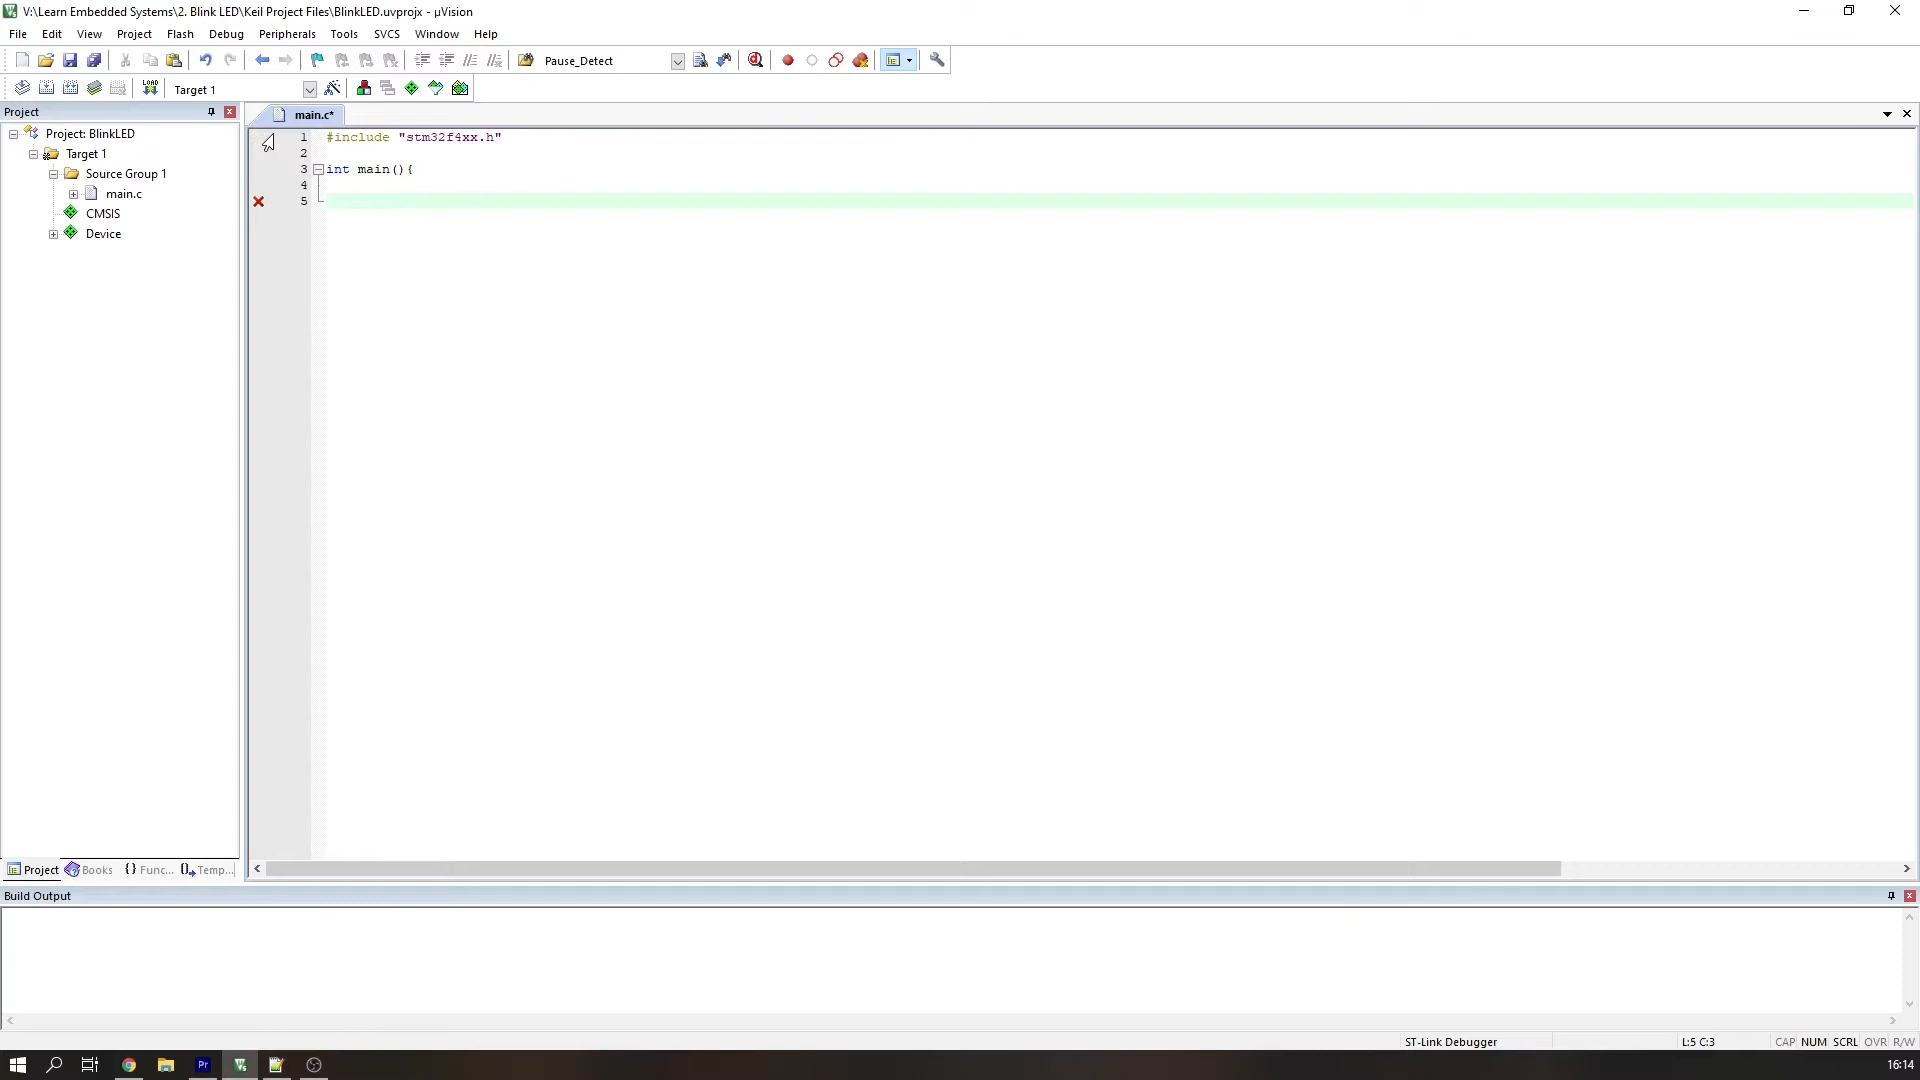 V:\Learn Embedded Systems\2. Blink LED\Keil Project Files\BlinkLED.uvprojx - µVision
File Edit View Project Flash Debug Peripherals Tools SVCS Window Help
Pause_Detect
LOAD Target 1
Project
main.c*
Project: BlinkLED
Target 1
Source Group 1
main.c
CMSIS
Device
1 #include "stm32f4xx.h"
2
3 int main(){
4
5
Project Books {} Func... Temp...
Build Output
ST-Link Debugger L:5 C:3 CAP NUM SCRL OVR R/W
Pr
16:14